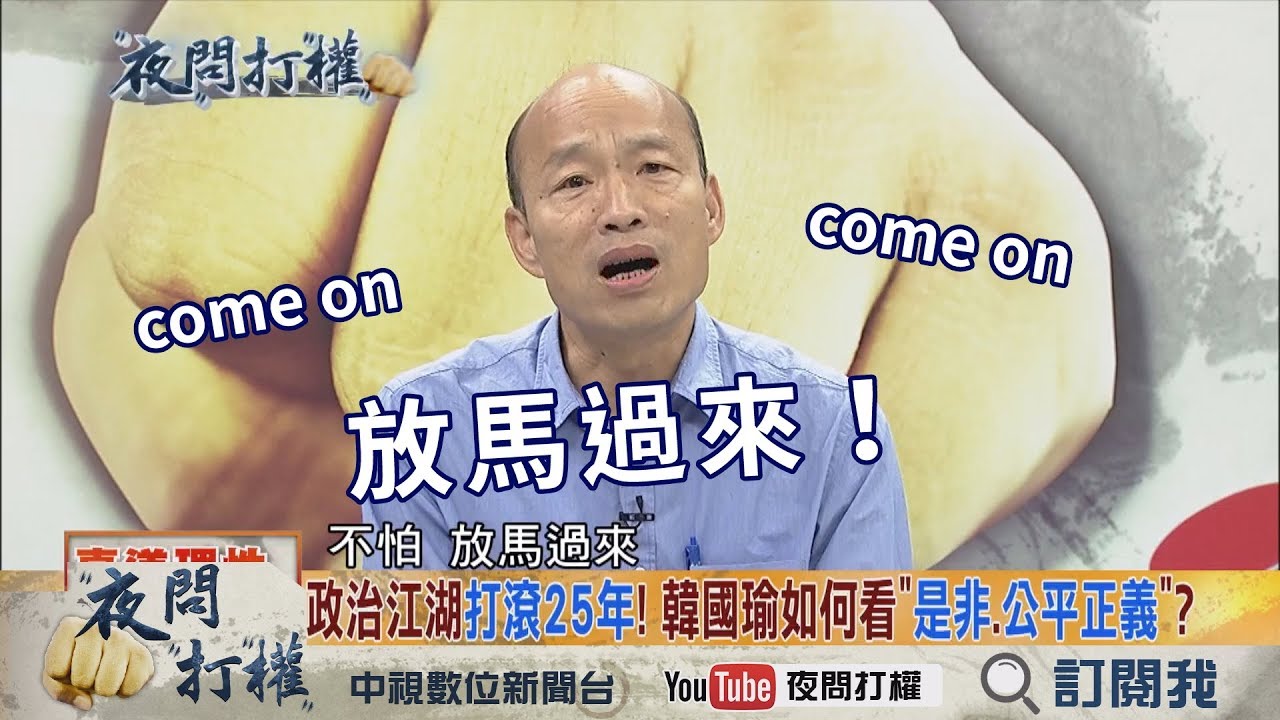 "夜問打"權"
come on
come on
放馬過來！
不怕 放馬過來
政治江湖打滾25年! 韓國瑜如何看"是非.公平正義"?
"夜問
"打"權"
中視數位新聞台
YouTube 夜問打權
訂閱我